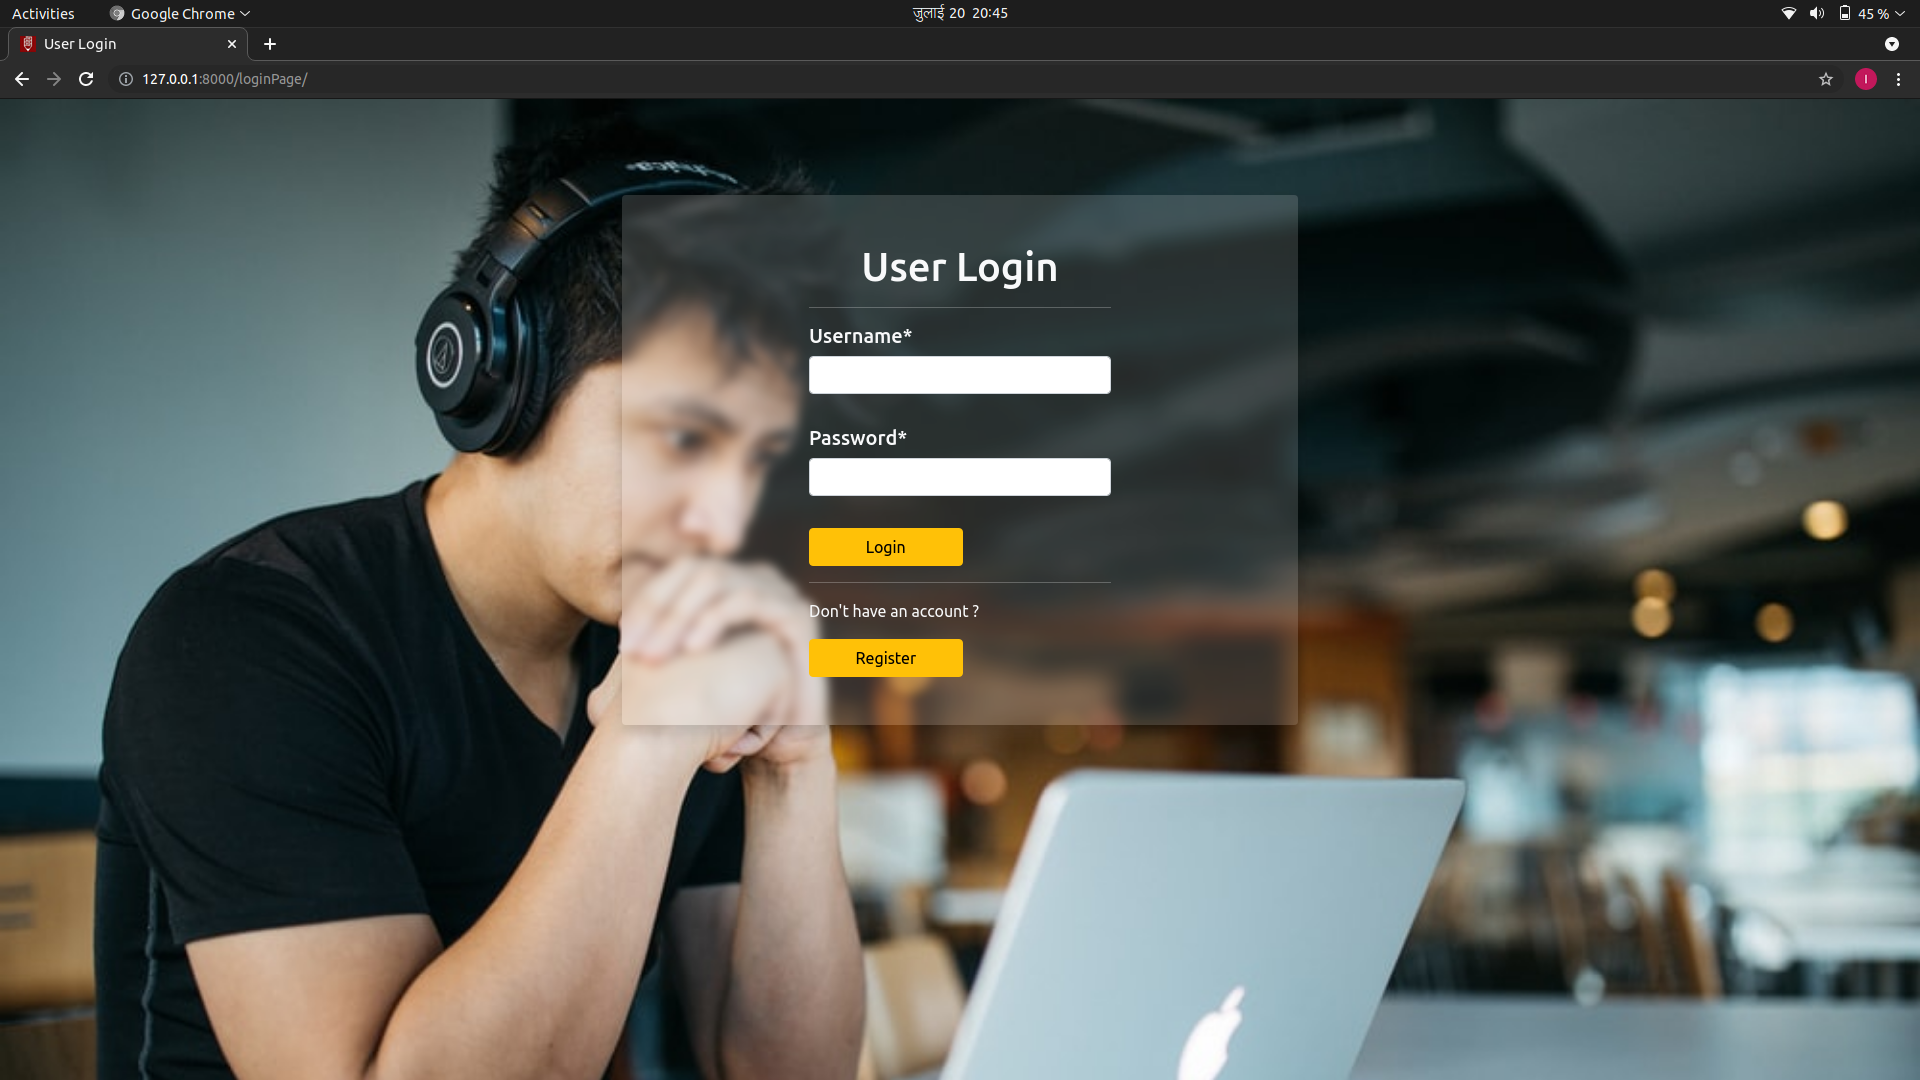 Activities Google Chrome जुलाई 20 20:45 45 %
User Login
127.0.0.1:8000/loginPage/
User Login
Username*
Password*
Login
Don't have an account ?
Register